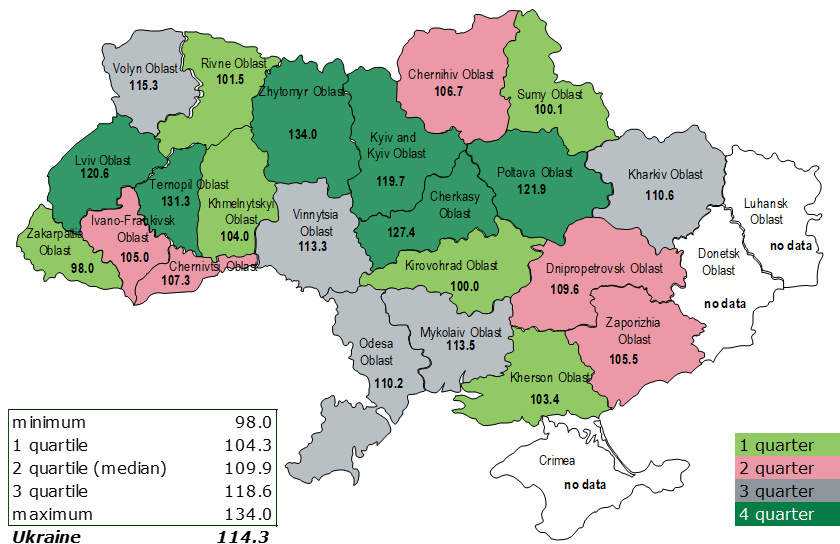 Volyn Oblast
115.3
Rivne Oblast
101.5
Zhytomyr Oblast
134.0
Kyiv and
Kyiv Oblast
119.7
Chernihiv Oblast
106.7
Sumy Oblast
100.1
Lviv Oblast
120.6
Ternopil Oblast
131.3
Khmelnytskyi
Oblast
104.0
Ivano-Frankivsk
Oblast
105.0
Zakarpattia
Oblast
98.0
Chernivtsi Oblast
107.3
Vinnytsia
Oblast
113.3
Cherkasy
Oblast
127.4
Poltava Oblast
121.9
Kharkiv Oblast
110.6
Luhansk
Oblast
no data
Donetsk
Oblast
no data
Kirovohrad Oblast
100.0
Dnipropetrovsk Oblast
109.6
Zaporizhia
Oblast
105.5
Odesa
Oblast
110.2
Mykolaiv Oblast
113.5
Kherson Oblast
103.4
Crimea
no data
minimum 98.0
1 quartile 104.3
2 quartile (median) 109.9
3 quartile 118.6
maximum 134.0
Ukraine 114.3
1 quarter
2 quarter
3 quarter
4 quarter